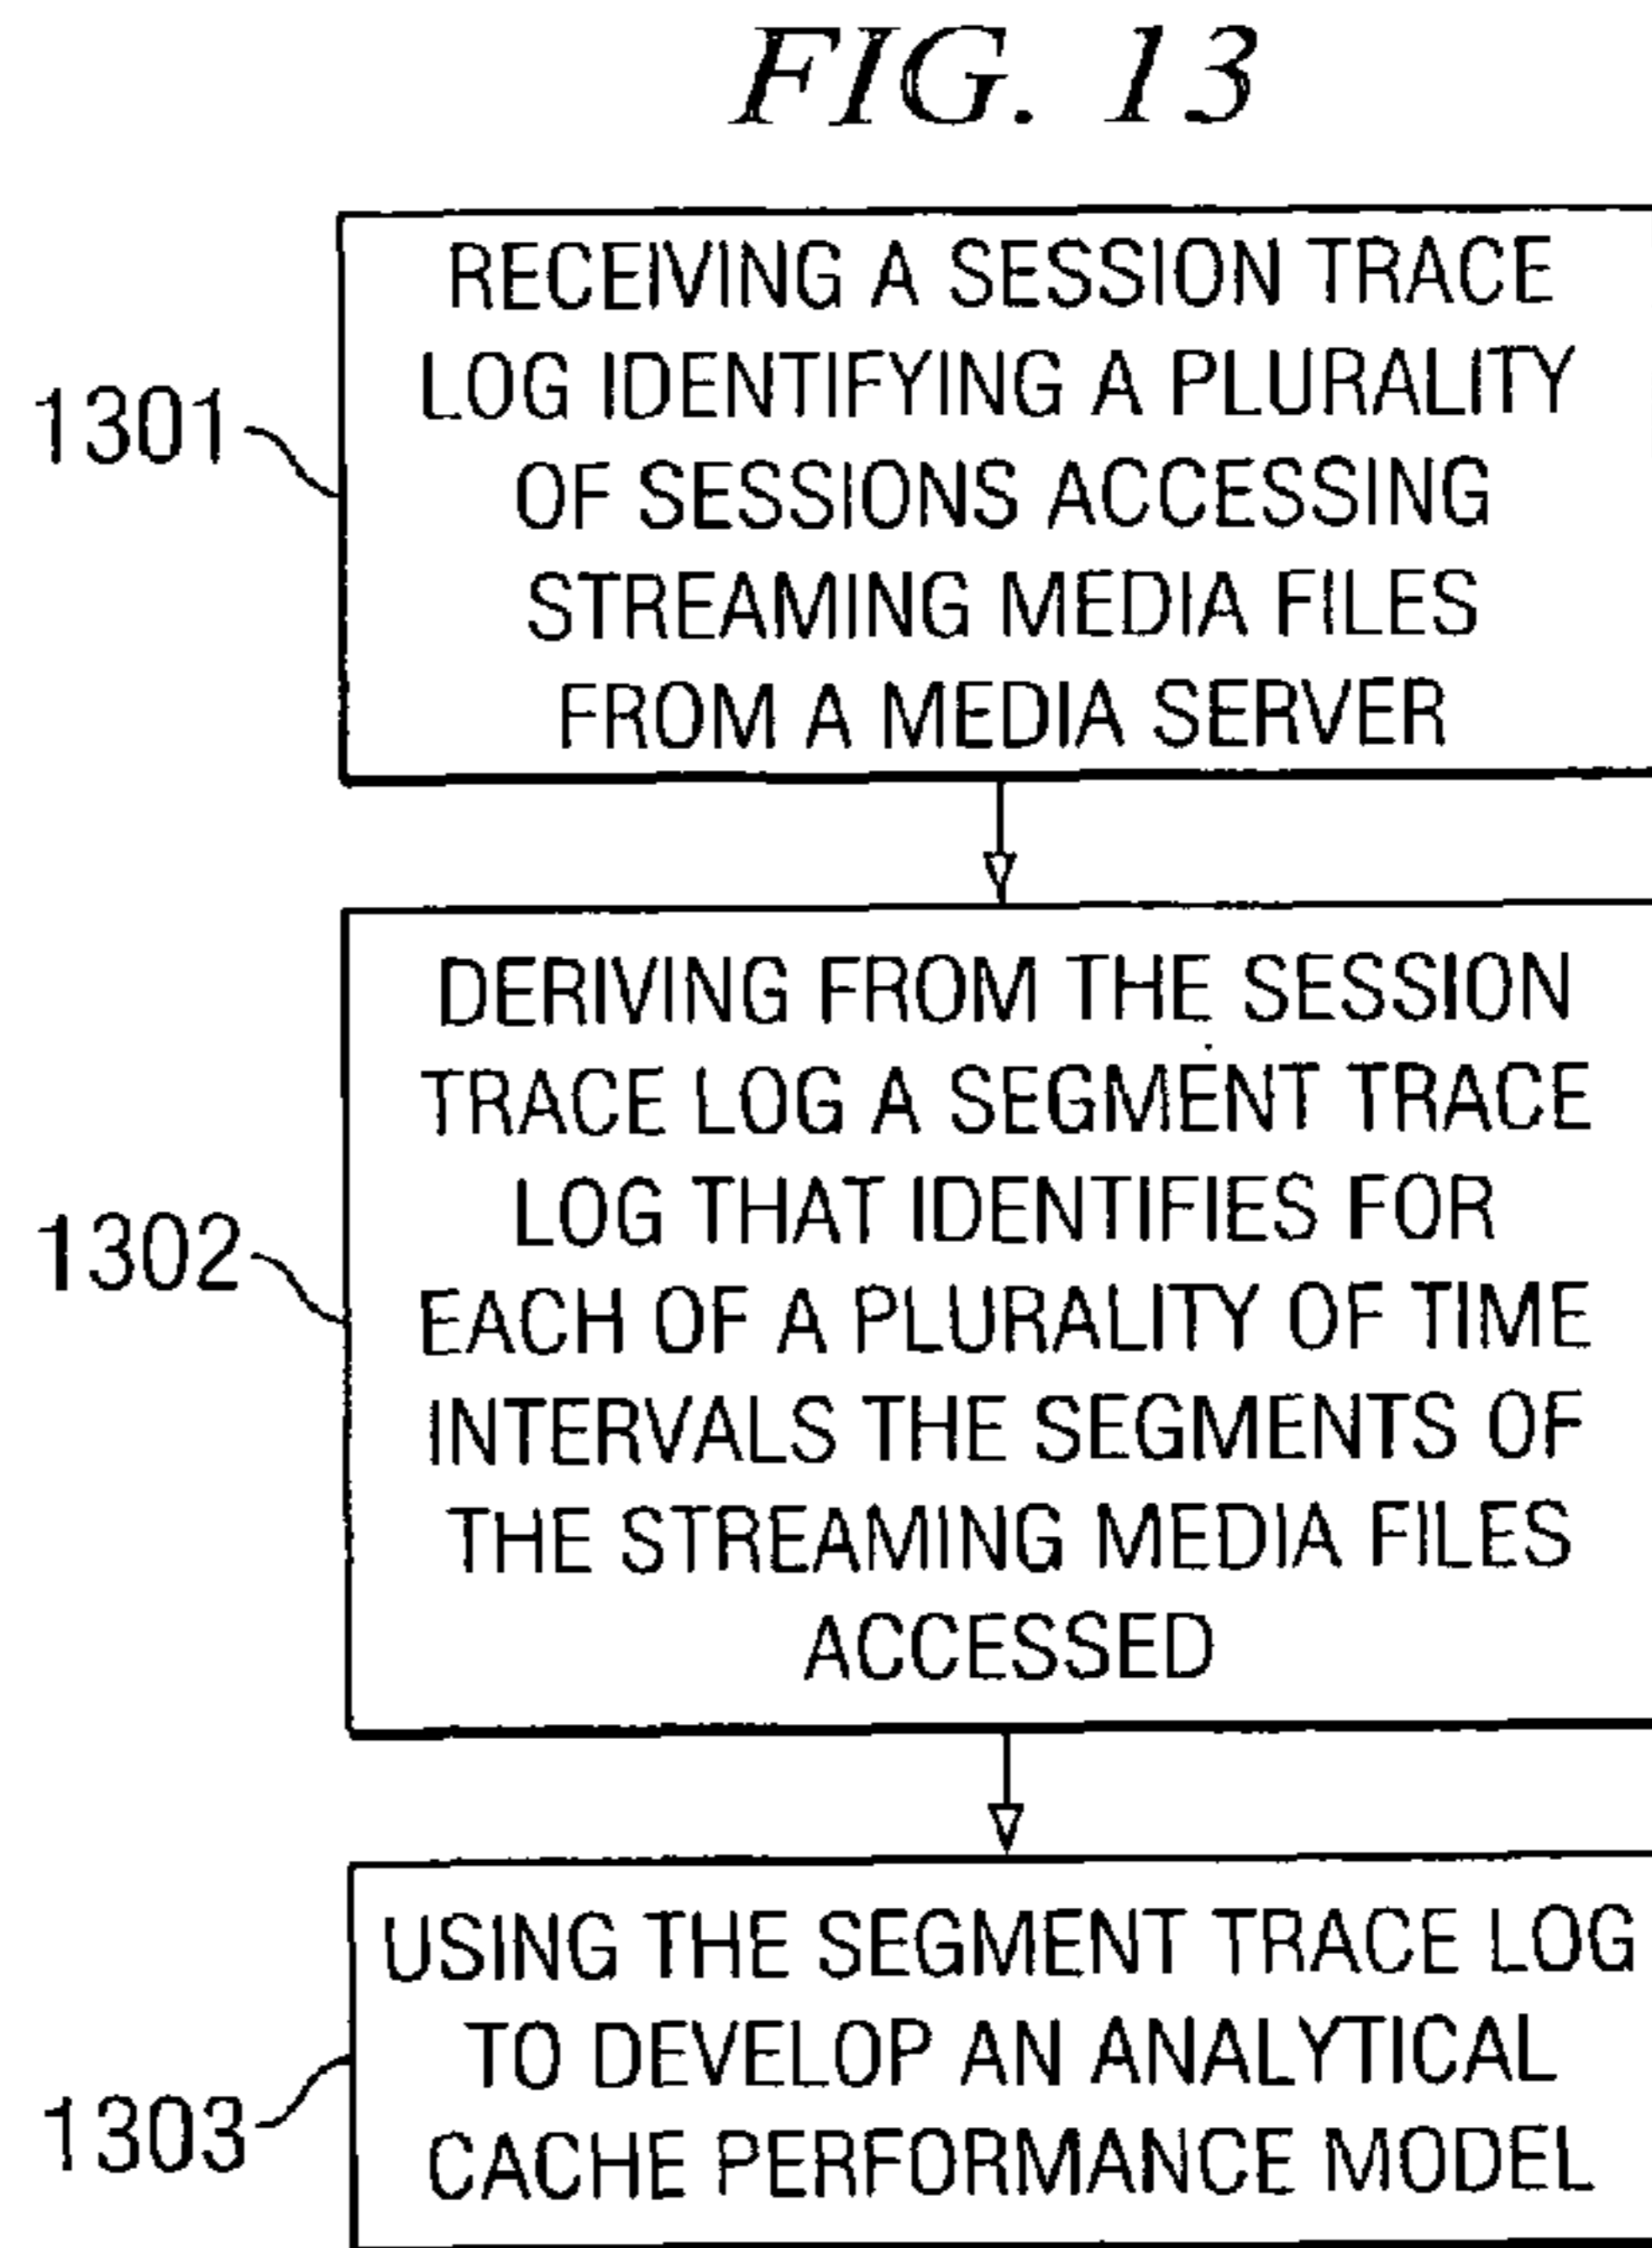 FIG. 13
1301
RECEIVING A SESSION TRACE
LOG IDENTIFYING A PLURALITY
OF SESSIONS ACCESSING
STREAMING MEDIA FILES
FROM A MEDIA SERVER
1302
DERIVING FROM THE SESSION
TRACE LOG A SEGMENT TRACE
LOG THAT IDENTIFIES FOR
EACH OF A PLURALITY OF TIME
INTERVALS THE SEGMENTS OF
THE STREAMING MEDIA FILES
ACCESSED
1303
USING THE SEGMENT TRACE LOG
TO DEVELOP AN ANALYTICAL
CACHE PERFORMANCE MODEL